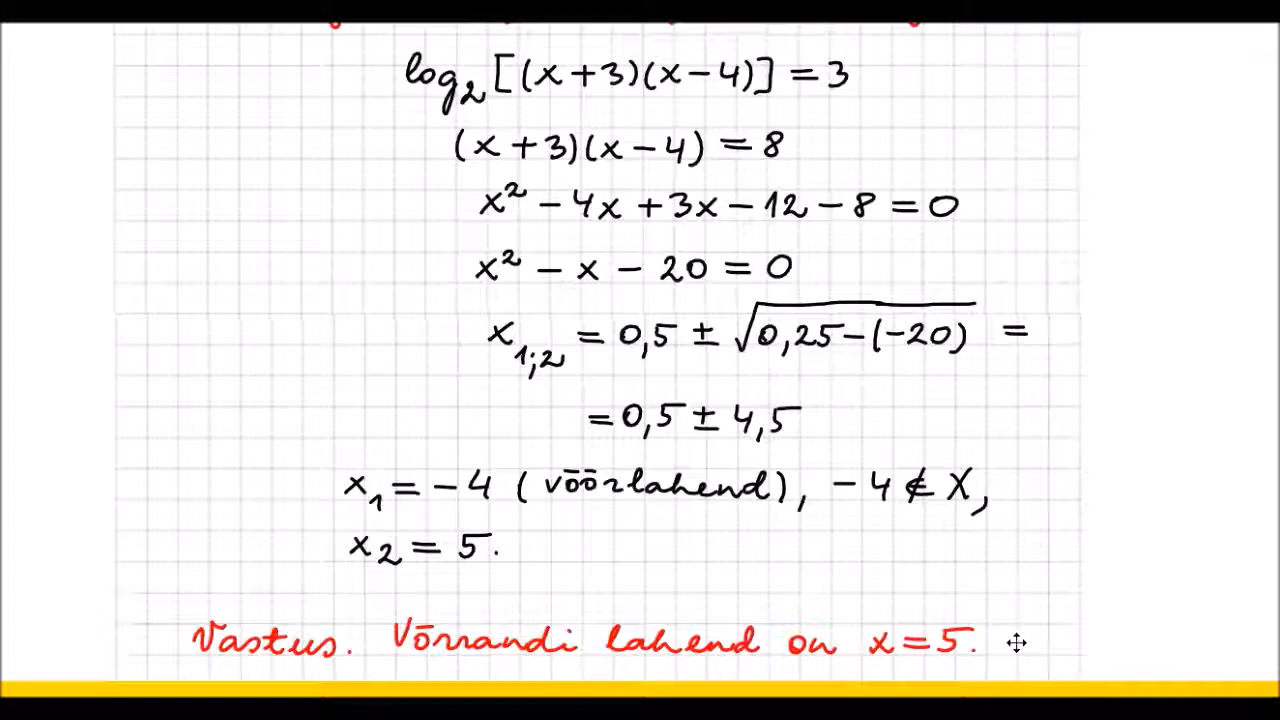 log₂ [(x+3)(x−4)] = 3
(x+3)(x−4) = 8
x² − 4x + 3x − 12 − 8 = 0
x² − x − 20 = 0
x₁;₂ = 0,5 ± √(0,25−(−20)) =
= 0,5 ± 4,5
x₁ = −4 (võõrlahend), −4 ∉ X,
x₂ = 5.
Vastus. Võrrandi lahend on x = 5.